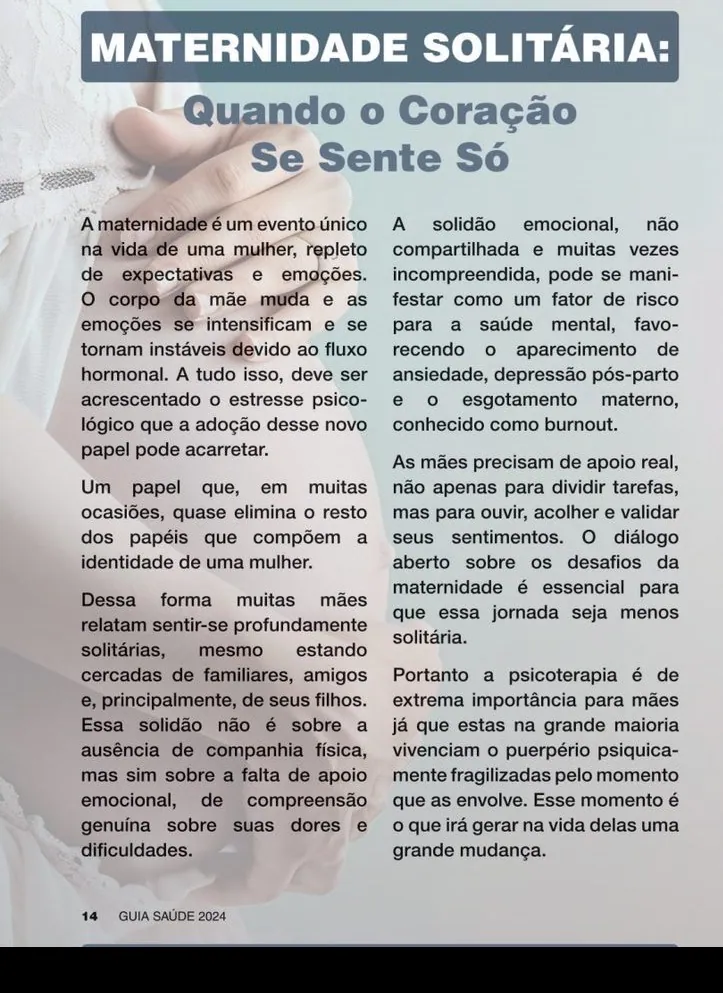 MATERNIDADE SOLITÁRIA:
Quando o Coração
Se Sente Só
A maternidade é um evento único
na vida de uma mulher, repleto
de expectativas e emoções.
O corpo da mãe muda e as
emoções se intensificam e se
tornam instáveis devido ao fluxo
hormonal. A tudo isso, deve ser
acrescentado o estresse psico-
lógico que a adoção desse novo
papel pode acarretar.
Um papel que, em muitas
ocasiões, quase elimina o resto
dos papéis que compõem a
identidade de uma mulher.
Dessa forma muitas mães
relatam sentir-se profundamente
solitárias, mesmo estando
cercadas de familiares, amigos
e, principalmente, de seus filhos.
Essa solidão não é sobre a
ausência de companhia física,
mas sim sobre a falta de apoio
emocional, de compreensão
genuína sobre suas dores e
dificuldades.
A solidão emocional, não
compartilhada e muitas vezes
incompreendida, pode se mani-
festar como um fator de risco
para a saúde mental, favo-
recendo o aparecimento de
ansiedade, depressão pós-parto
e o esgotamento materno,
conhecido como burnout.
As mães precisam de apoio real,
não apenas para dividir tarefas,
mas para ouvir, acolher e validar
seus sentimentos. O diálogo
aberto sobre os desafios da
maternidade é essencial para
que essa jornada seja menos
solitária.
Portanto a psicoterapia é de
extrema importância para mães
já que estas na grande maioria
vivenciam o puerpério psiquica-
mente fragilizadas pelo momento
que as envolve. Esse momento é
o que irá gerar na vida delas uma
grande mudança.
14 GUIA SAÚDE 2024